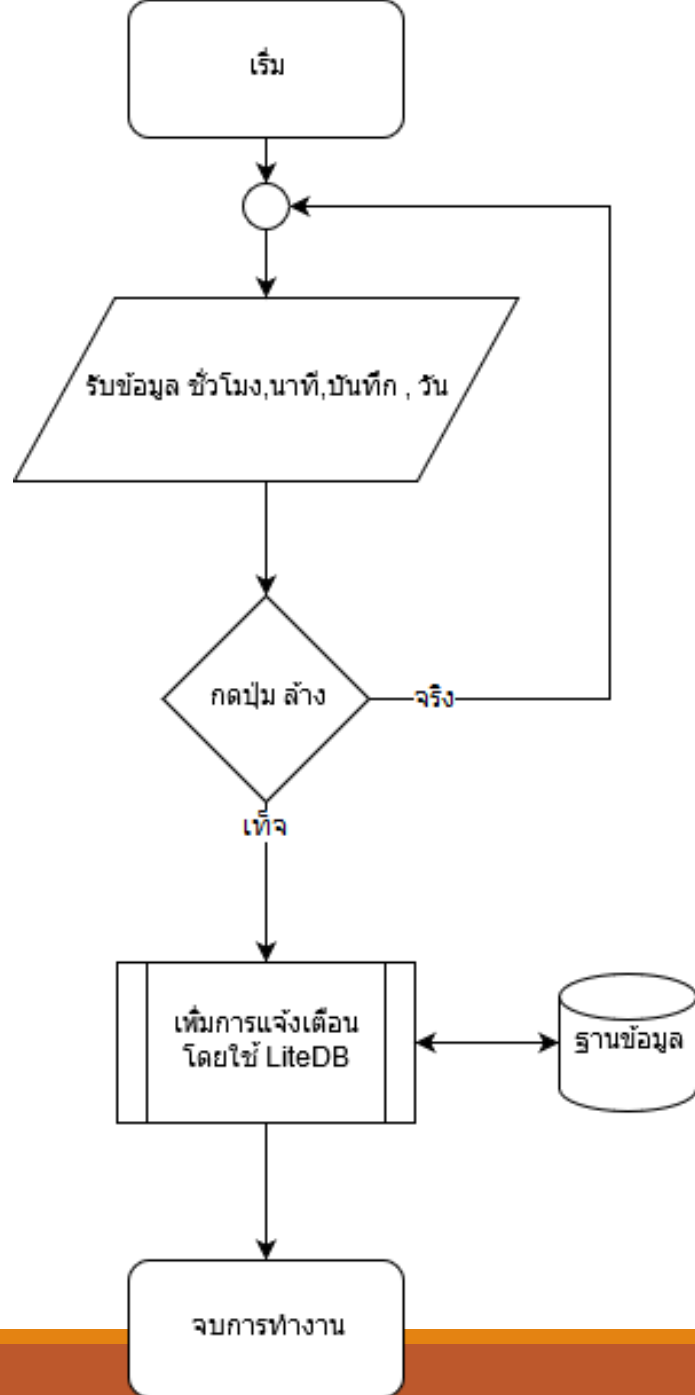 เริ่ม
รับข้อมูล ชั่วโมง,นาที,บันทึก , วัน
กดปุ่ม ล้าง
จริง
เท็จ
เพิ่มการแจ้งเตือน
โดยใช้ LiteDB
ฐานข้อมูล
จบการทำงาน